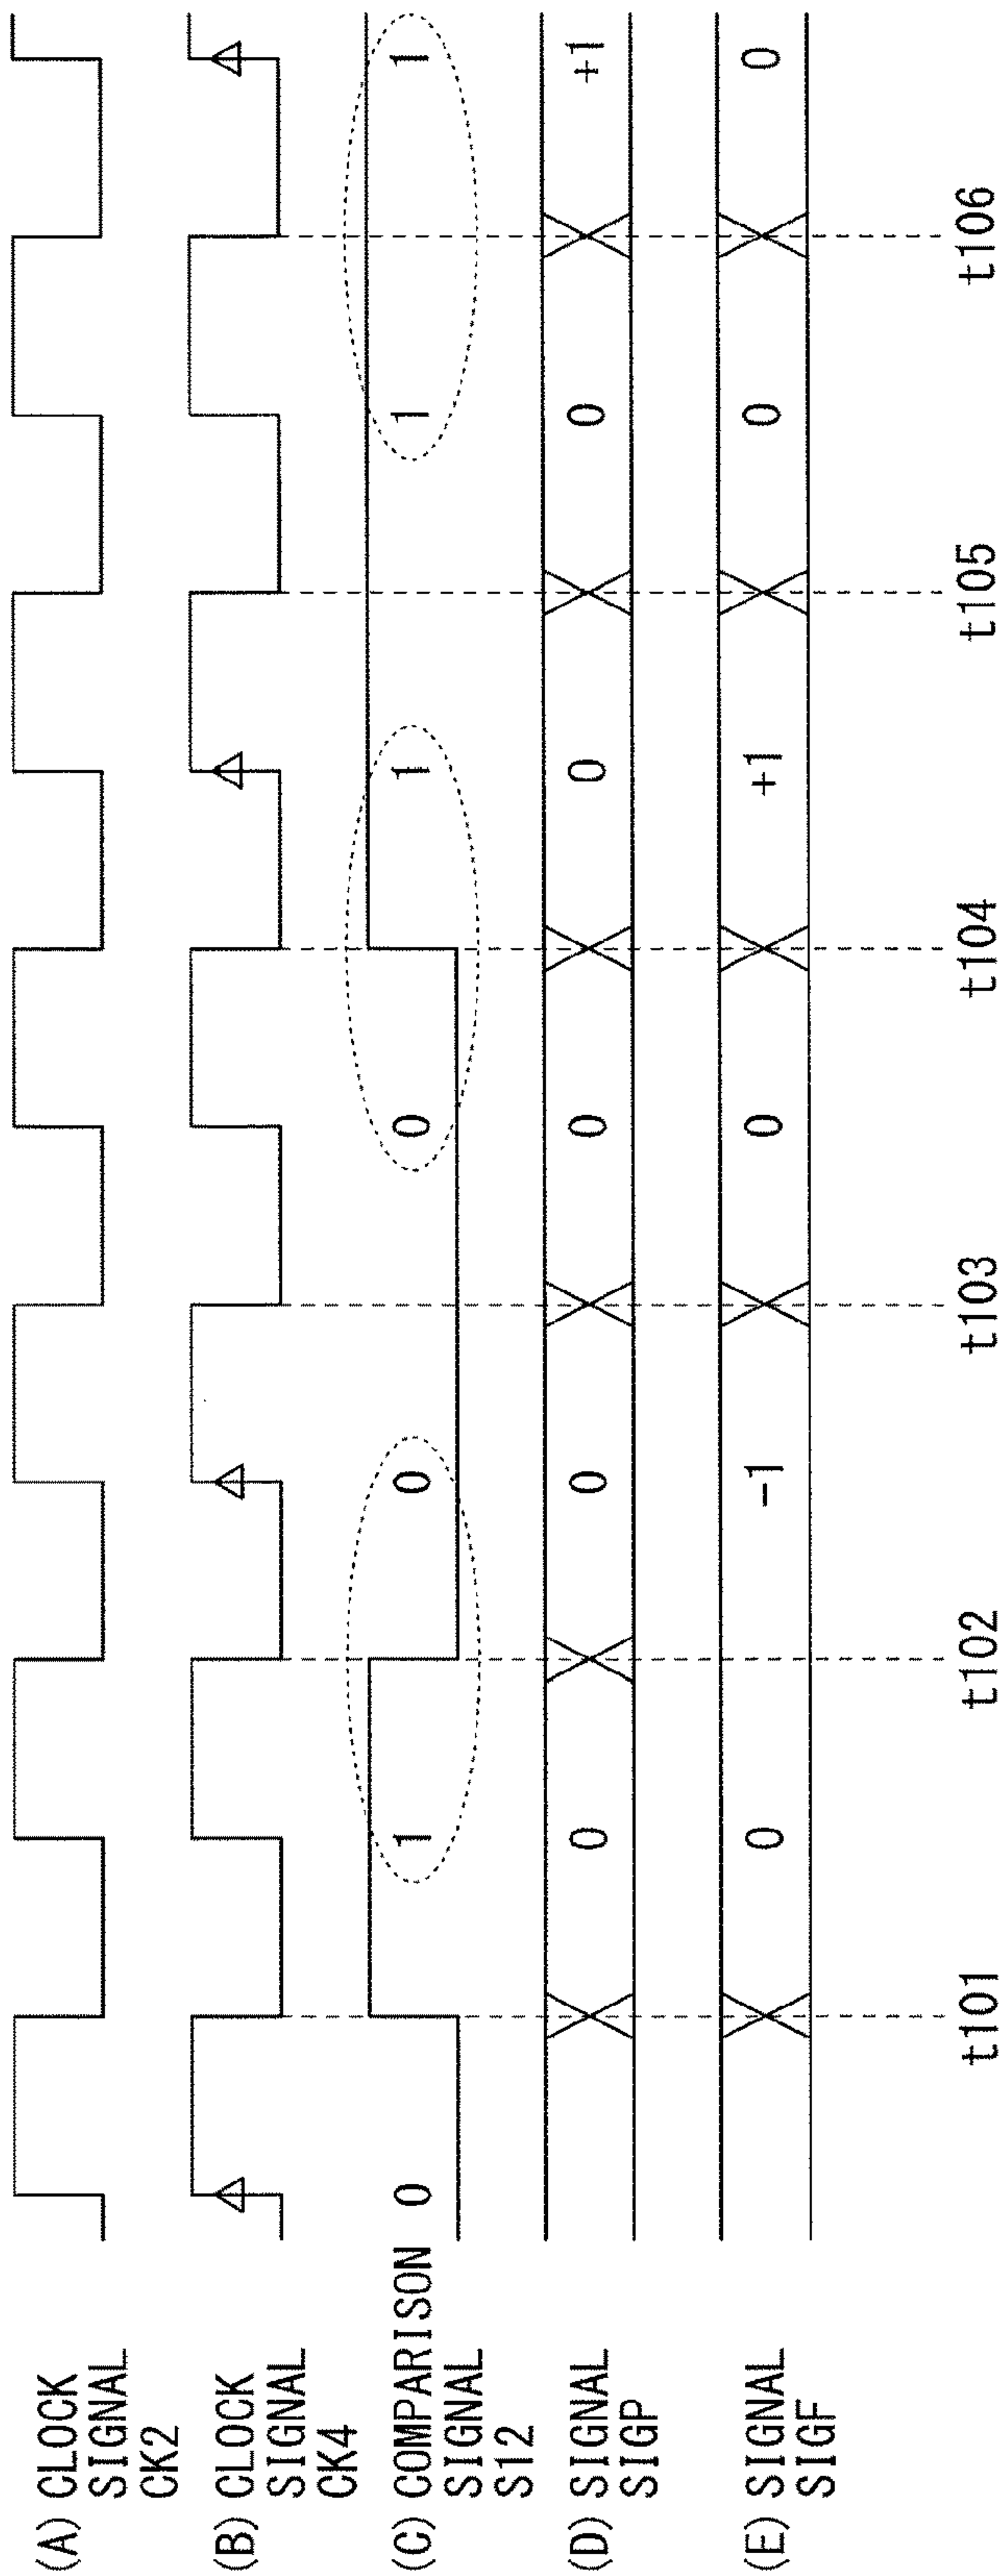 (A) CLOCK
SIGNAL
CK2
(B) CLOCK
SIGNAL
CK4
(C) COMPARISON 0 1 0 0 1 1 1
SIGNAL
S12
(D) SIGNAL 0 0 0 0 0 +1
SIGP
(E) SIGNAL 0 -1 0 +1 0 0
SIGF
t101 t102 t103 t104 t105 t106